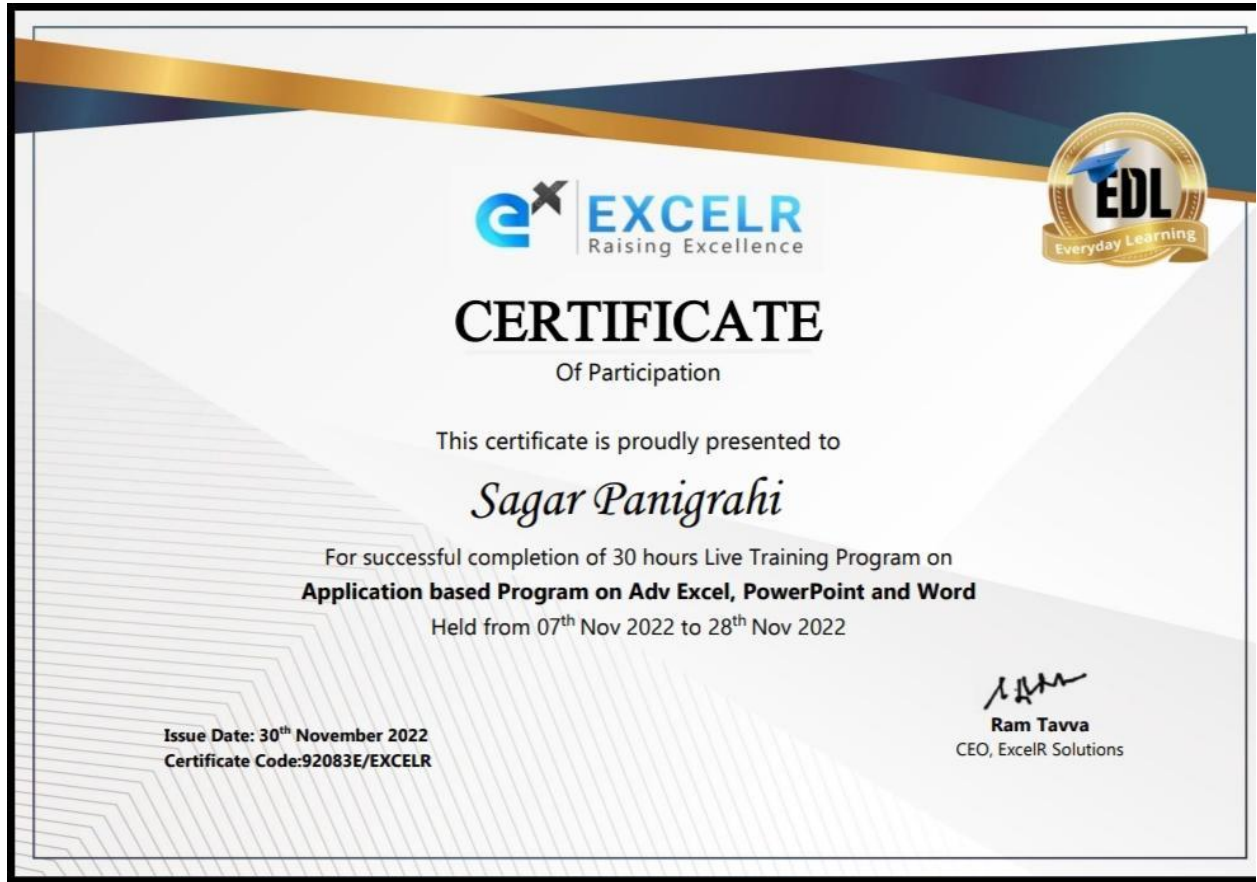 ex EXCELR
Raising Excellence
EDL
Everyday Learning
CERTIFICATE
Of Participation
This certificate is proudly presented to
Sagar Panigrahi
For successful completion of 30 hours Live Training Program on
Application based Program on Adv Excel, PowerPoint and Word
Held from 07th Nov 2022 to 28th Nov 2022
Ram Tavva
CEO, ExcelR Solutions
Issue Date: 30th November 2022
Certificate Code:92083E/EXCELR